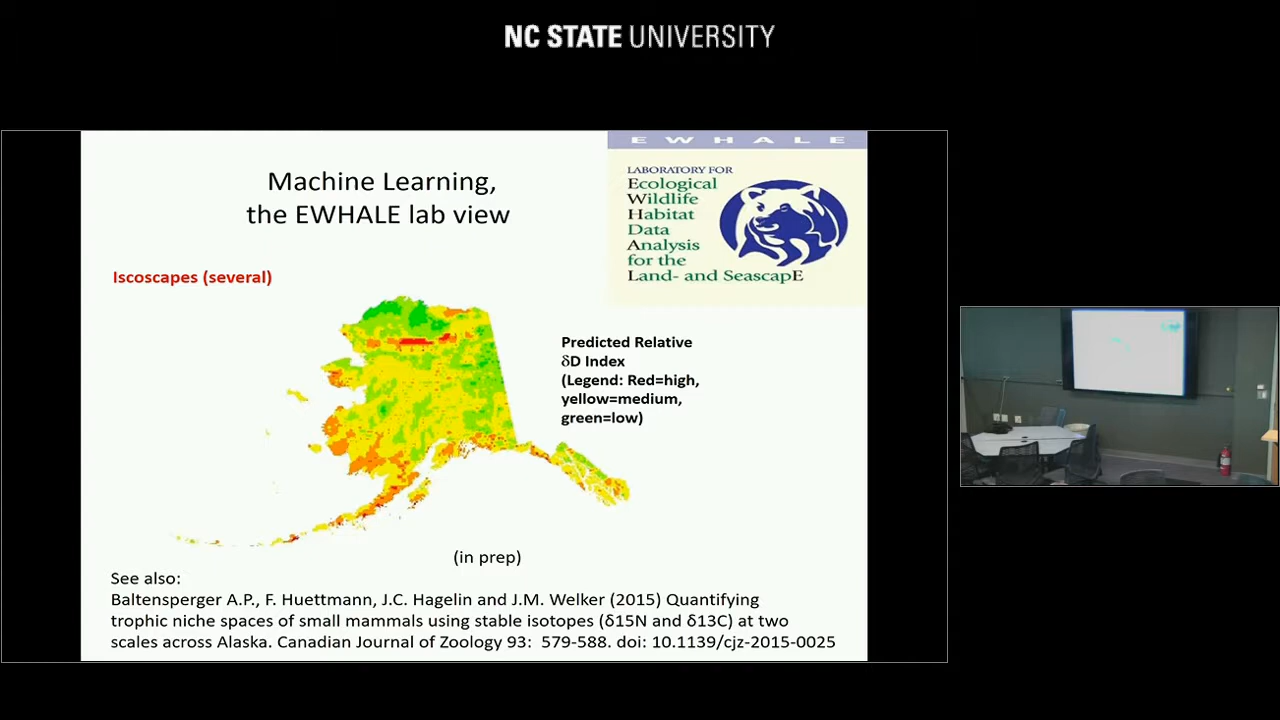 NC STATE UNIVERSITY
E W H A L E
Machine Learning,
the EWHALE lab view
LABORATORY FOR
Ecological
Wildlife
Habitat
Data
Analysis
for the
Land- and SeascapE
Iscoscapes (several)
Predicted Relative
δD Index
(Legend: Red=high,
yellow=medium,
green=low)
(in prep)
See also:
Baltensperger A.P., F. Huettmann, J.C. Hagelin and J.M. Welker (2015) Quantifying
trophic niche spaces of small mammals using stable isotopes (δ15N and δ13C) at two
scales across Alaska. Canadian Journal of Zoology 93: 579-588. doi: 10.1139/cjz-2015-0025